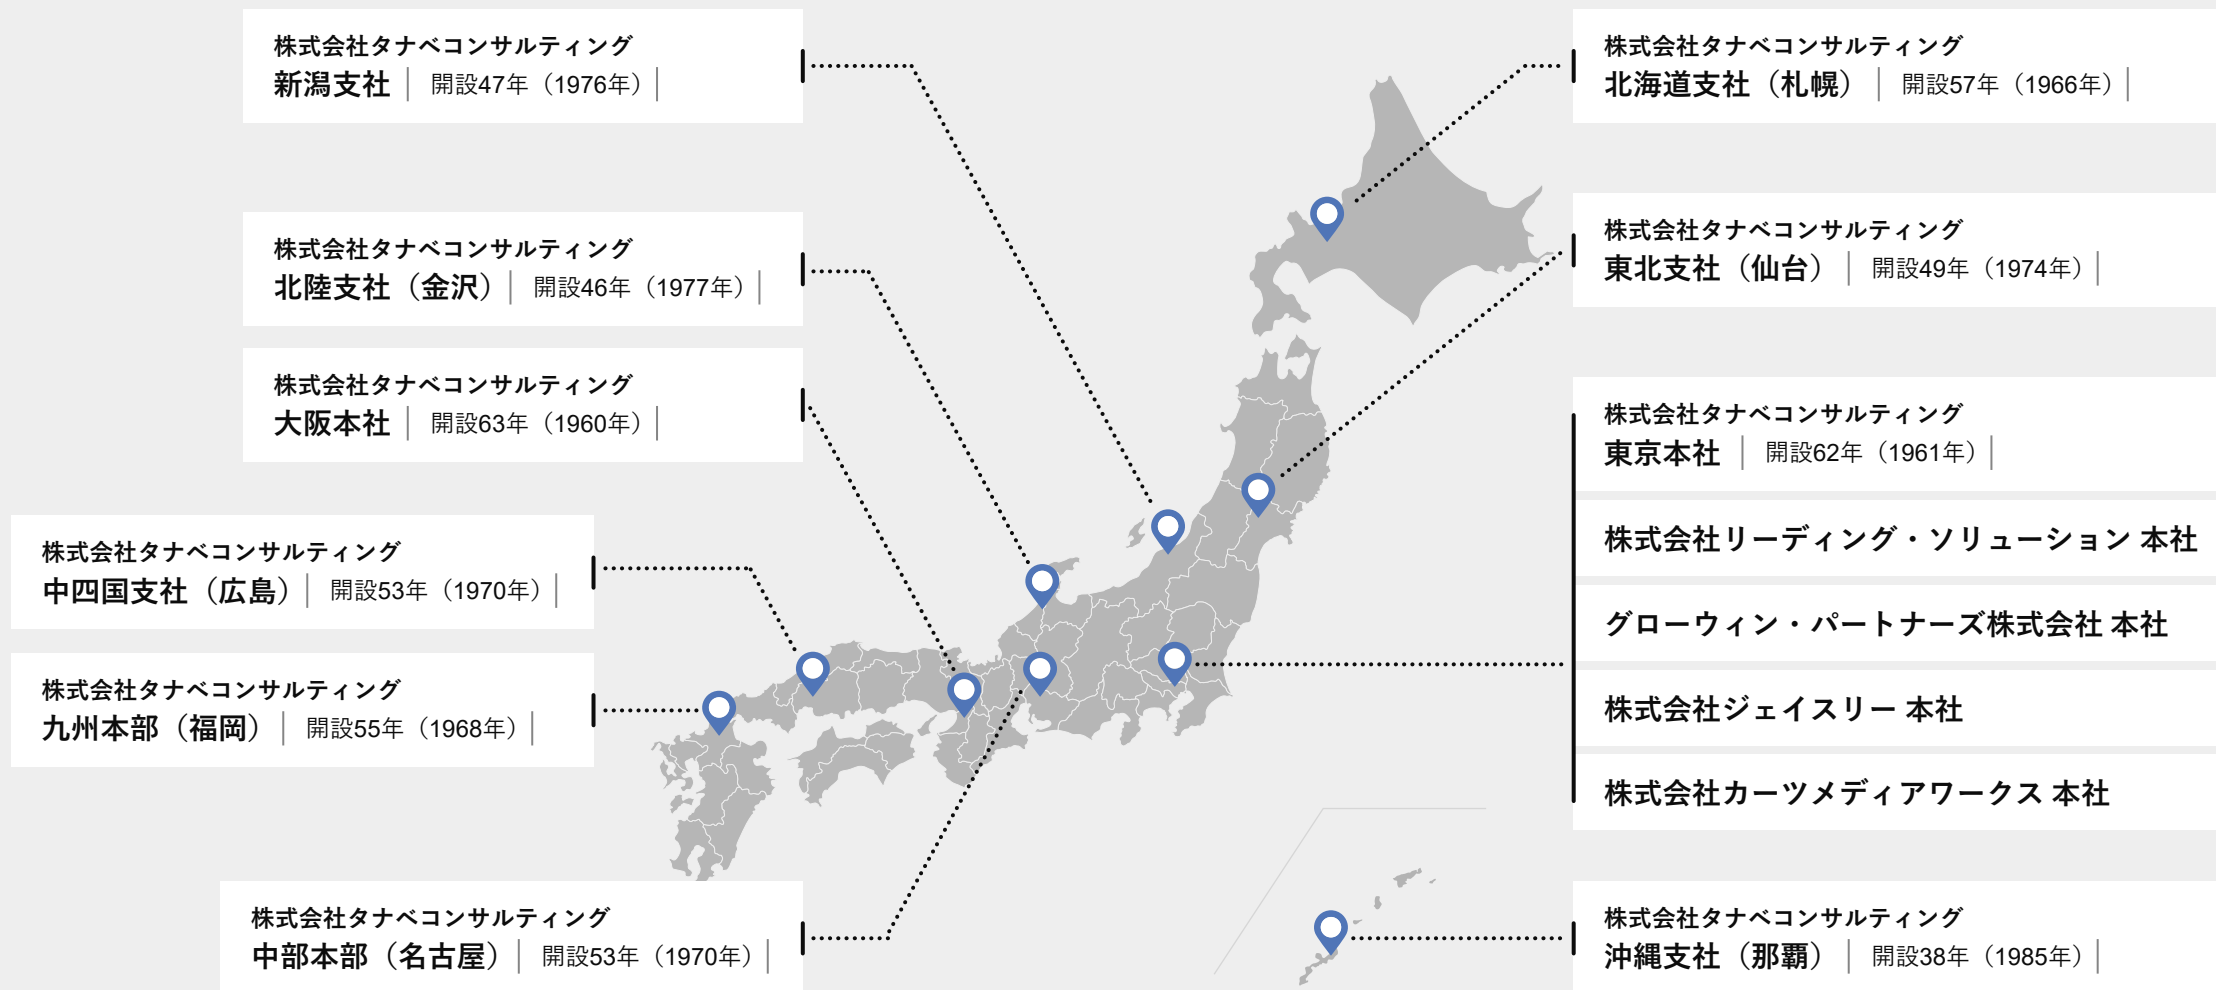 株式会社タナベコンサルティング
新潟支社 開設47年（1976年）
株式会社タナベコンサルティング
北陸支社（金沢） 開設46年（1977年）
株式会社タナベコンサルティング
大阪本社 開設63年（1960年）
株式会社タナベコンサルティング
中四国支社（広島） 開設53年（1970年）
株式会社タナベコンサルティング
九州本部（福岡） 開設55年（1968年）
株式会社タナベコンサルティング
中部本部（名古屋） 開設53年（1970年）
株式会社タナベコンサルティング
北海道支社（札幌） 開設57年（1966年）
株式会社タナベコンサルティング
東北支社（仙台） 開設49年（1974年）
株式会社タナベコンサルティング
東京本社 開設62年（1961年）
株式会社リーディング・ソリューション 本社
グローウィン・パートナーズ株式会社 本社
株式会社ジェイスリー 本社
株式会社カーツメディアワークス 本社
株式会社タナベコンサルティング
沖縄支社（那覇） 開設38年（1985年）